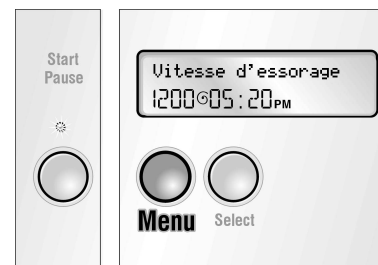 Start
Pause
Vitesse d'essorage
1200 05:20PM
Menu
Select